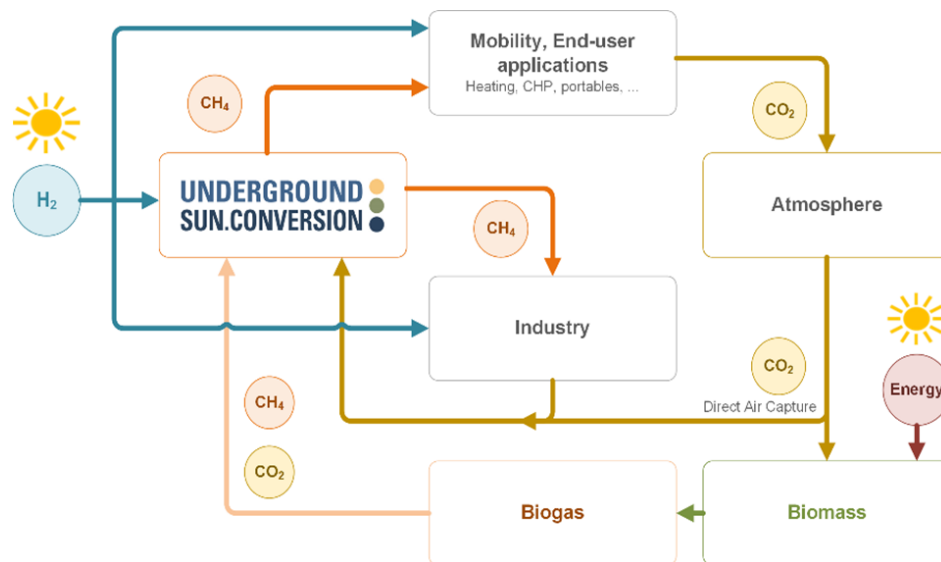 Mobility, End-user
applications
Heating, CHP, portables, ...
CH₄
CO₂
H₂
UNDERGROUND
SUN.CONVERSION
Atmosphere
CH₄
Industry
CO₂
Direct Air Capture
Energy
CH₄
CO₂
Biogas
Biomass